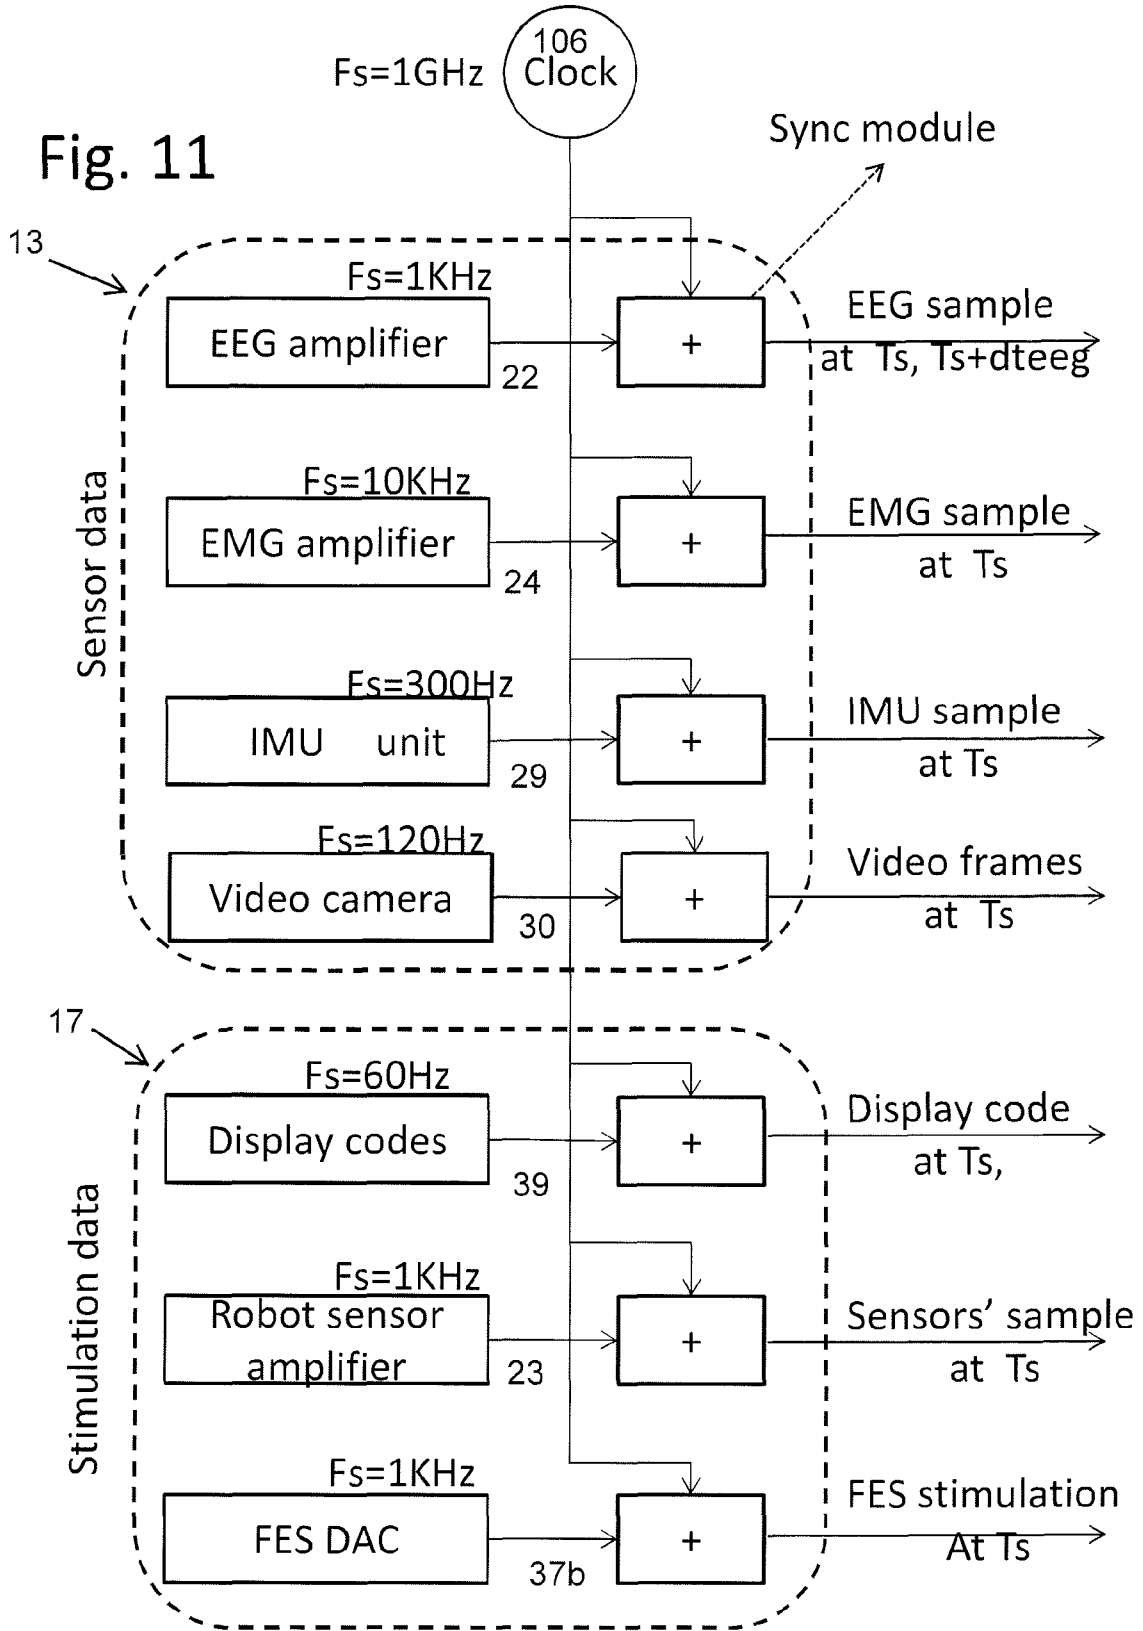 106
Fs=1GHz Clock
Sync module
Fig. 11
13
Fs=1KHz
EEG amplifier
22
+
EEG sample
at Ts, Ts+dteeg
Sensor data
Fs=10KHz
EMG amplifier
24
+
EMG sample
at Ts
Fs=300Hz
IMU unit
29
+
IMU sample
at Ts
Fs=120Hz
Video camera
30
+
Video frames
at Ts
17
Fs=60Hz
Display codes
39
+
Display code
at Ts,
Stimulation data
Fs=1KHz
Robot sensor
amplifier
23
+
Sensors' sample
at Ts
Fs=1KHz
FES DAC
37b
+
FES stimulation
At Ts